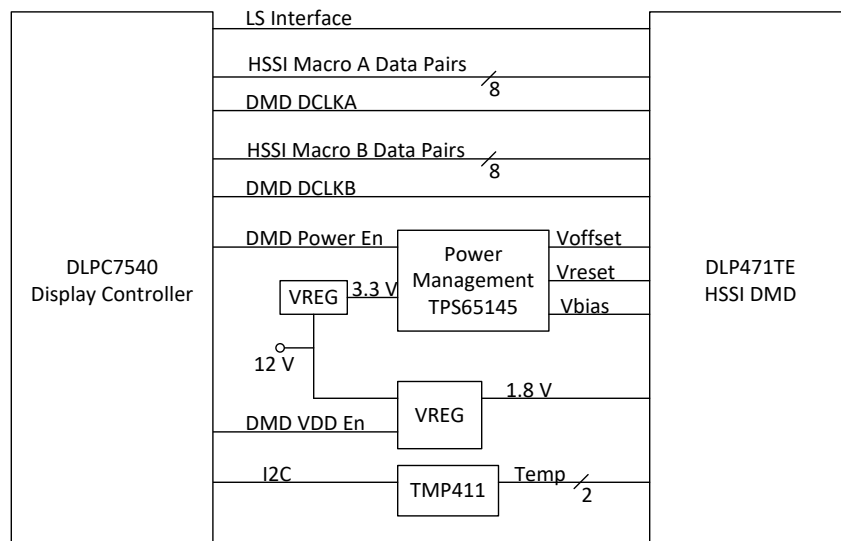 LS Interface
HSSI Macro A Data Pairs
8
DMD DCLKA
HSSI Macro B Data Pairs
8
DMD DCLKB
DMD Power En
Voffset
Power
Management
TPS65145
Vreset
Vbias
DLPC7540
Display Controller
DLP471TE
HSSI DMD
VREG
3.3 V
12 V
VREG
1.8 V
DMD VDD En
I2C
TMP411
Temp
2